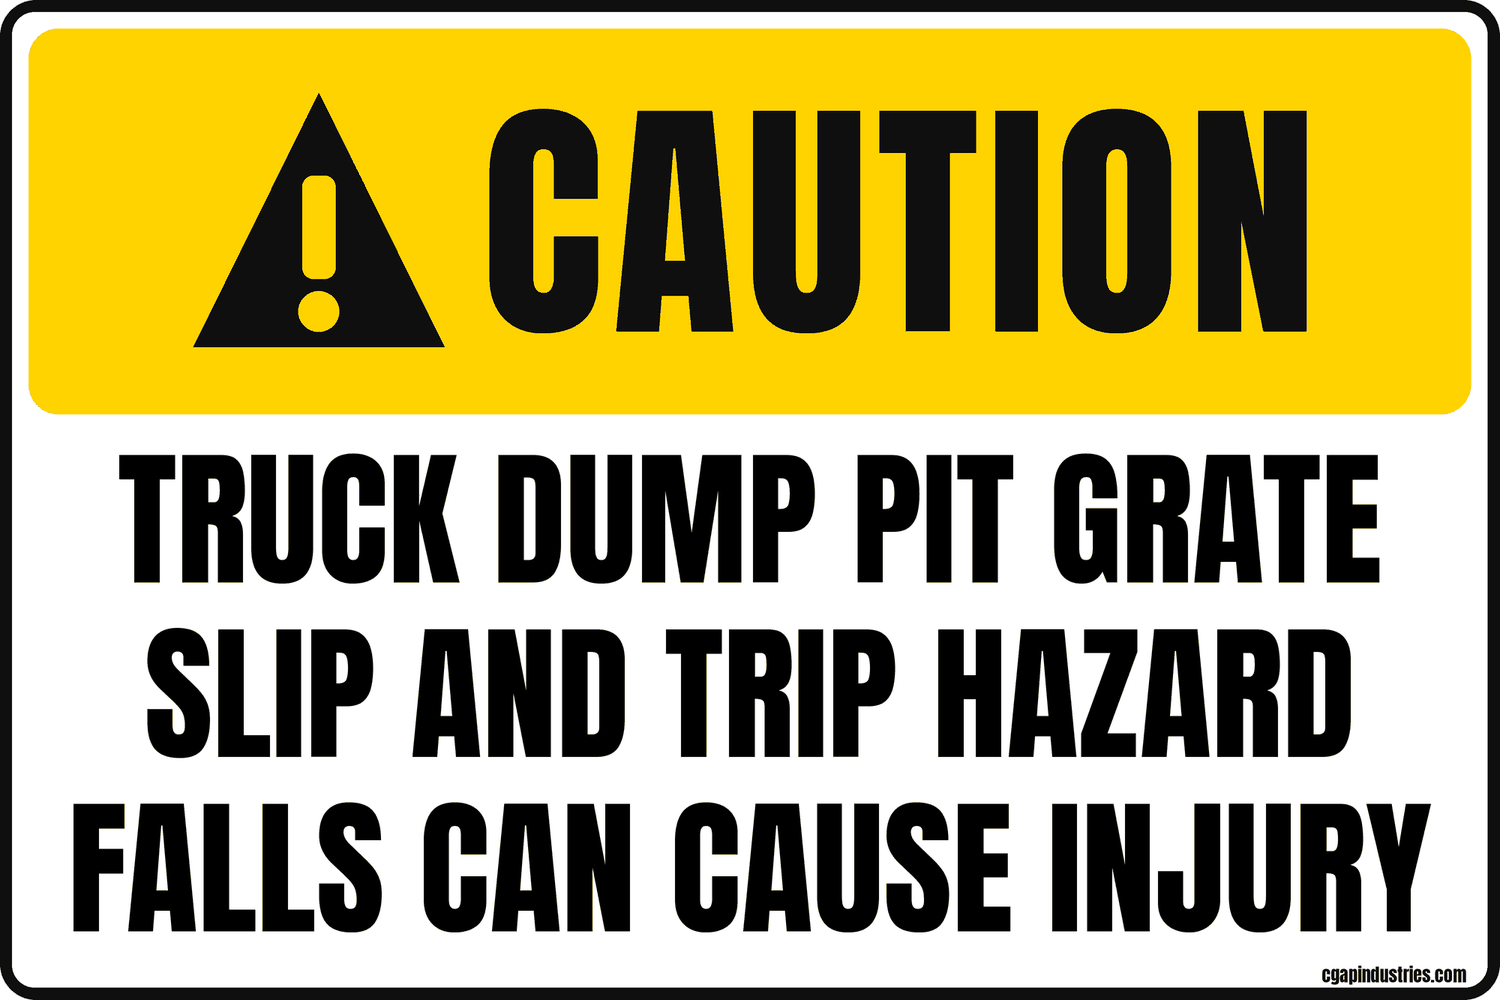 CAUTION
TRUCK DUMP PIT GRATE
SLIP AND TRIP HAZARD
FALLS CAN CAUSE INJURY
cgapindustries.com